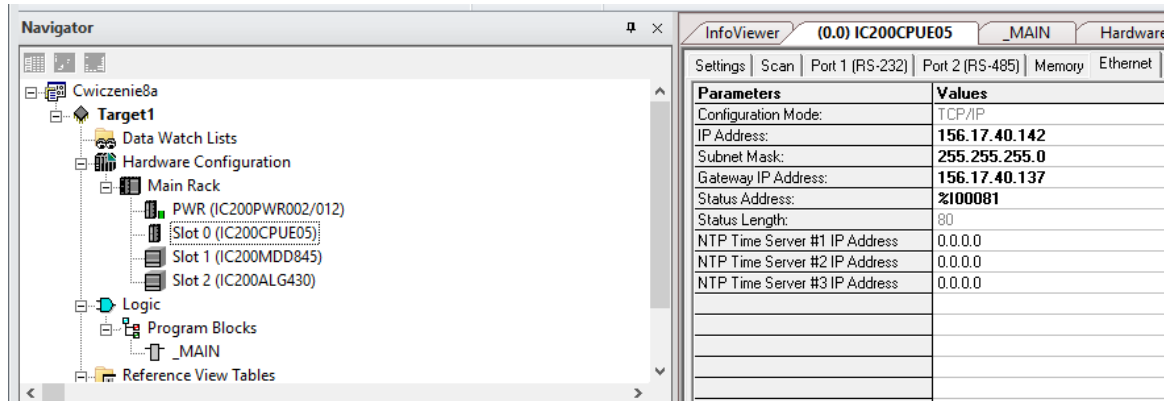 Navigator
Cwiczenie8a
Target1
Data Watch Lists
Hardware Configuration
Main Rack
PWR (IC200PWR002/012)
Slot 0 (IC200CPUE05)
Slot 1 (IC200MDD845)
Slot 2 (IC200ALG430)
Logic
Program Blocks
_MAIN
Reference View Tables
InfoViewer (0.0) IC200CPUE05 _MAIN Hardware
Settings Scan Port 1 (RS-232) Port 2 (RS-485) Memory Ethernet
Parameters Values
Configuration Mode: TCP/IP
IP Address: 156.17.40.142
Subnet Mask: 255.255.255.0
Gateway IP Address: 156.17.40.137
Status Address: %I00081
Status Length: 80
NTP Time Server #1 IP Address 0.0.0.0
NTP Time Server #2 IP Address 0.0.0.0
NTP Time Server #3 IP Address 0.0.0.0